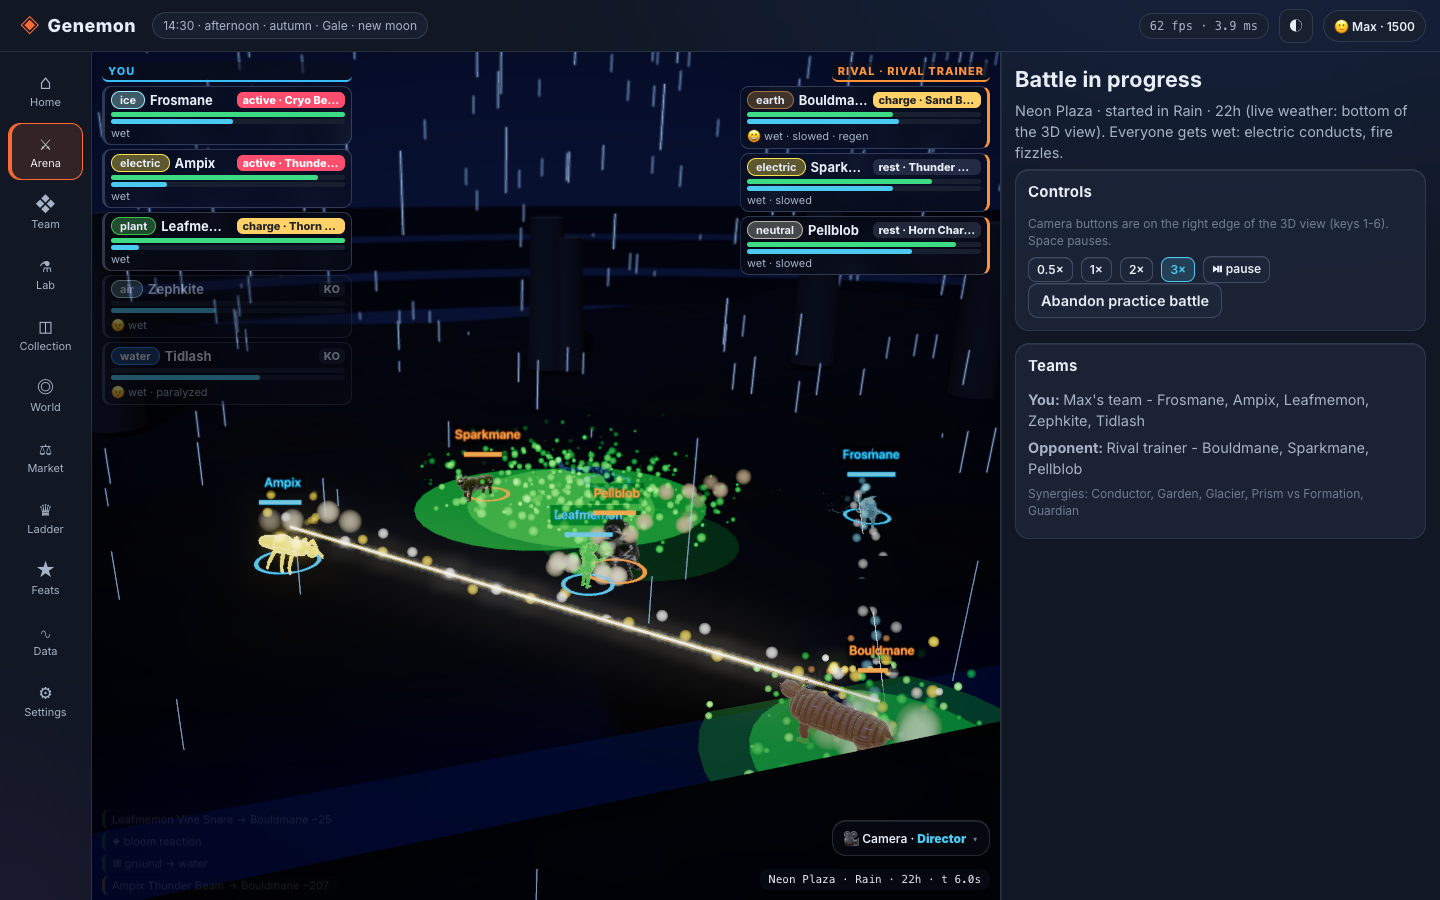 Genemon
14:30 · afternoon · autumn · Gale · new moon
62 fps · 3.9 ms
Max · 1500
Home
Arena
Team
Lab
Collection
World
Market
Ladder
Feats
Data
Settings
YOU
ice Frosmane active · Cryo Be…
wet
electric Ampix active · Thunde…
wet
plant Leafme… charge · Thorn …
wet
air Zephkite KO
wet
water Tidlash KO
wet · paralyzed
RIVAL · RIVAL TRAINER
earth Bouldma… charge · Sand B…
wet · slowed · regen
electric Spark… rest · Thunder …
wet · slowed
neutral Pellblob rest · Horn Char…
wet · slowed
Sparkmane
Frosmane
Ampix
Pellblob
Leafmemon
Bouldmane
Leafmemon Vine Snare → Bouldmane −25
bloom reaction
ground → water
Ampix Thunder Beam → Bouldmane −207
Camera · Director
Neon Plaza · Rain · 22h · t 6.0s
Battle in progress
Neon Plaza · started in Rain · 22h (live weather: bottom of
the 3D view). Everyone gets wet: electric conducts, fire
fizzles.
Controls
Camera buttons are on the right edge of the 3D view (keys 1-6).
Space pauses.
0.5× 1× 2× 3× pause
Abandon practice battle
Teams
You: Max's team - Frosmane, Ampix, Leafmemon,
Zephkite, Tidlash
Opponent: Rival trainer - Bouldmane, Sparkmane,
Pellblob
Synergies: Conductor, Garden, Glacier, Prism vs Formation,
Guardian